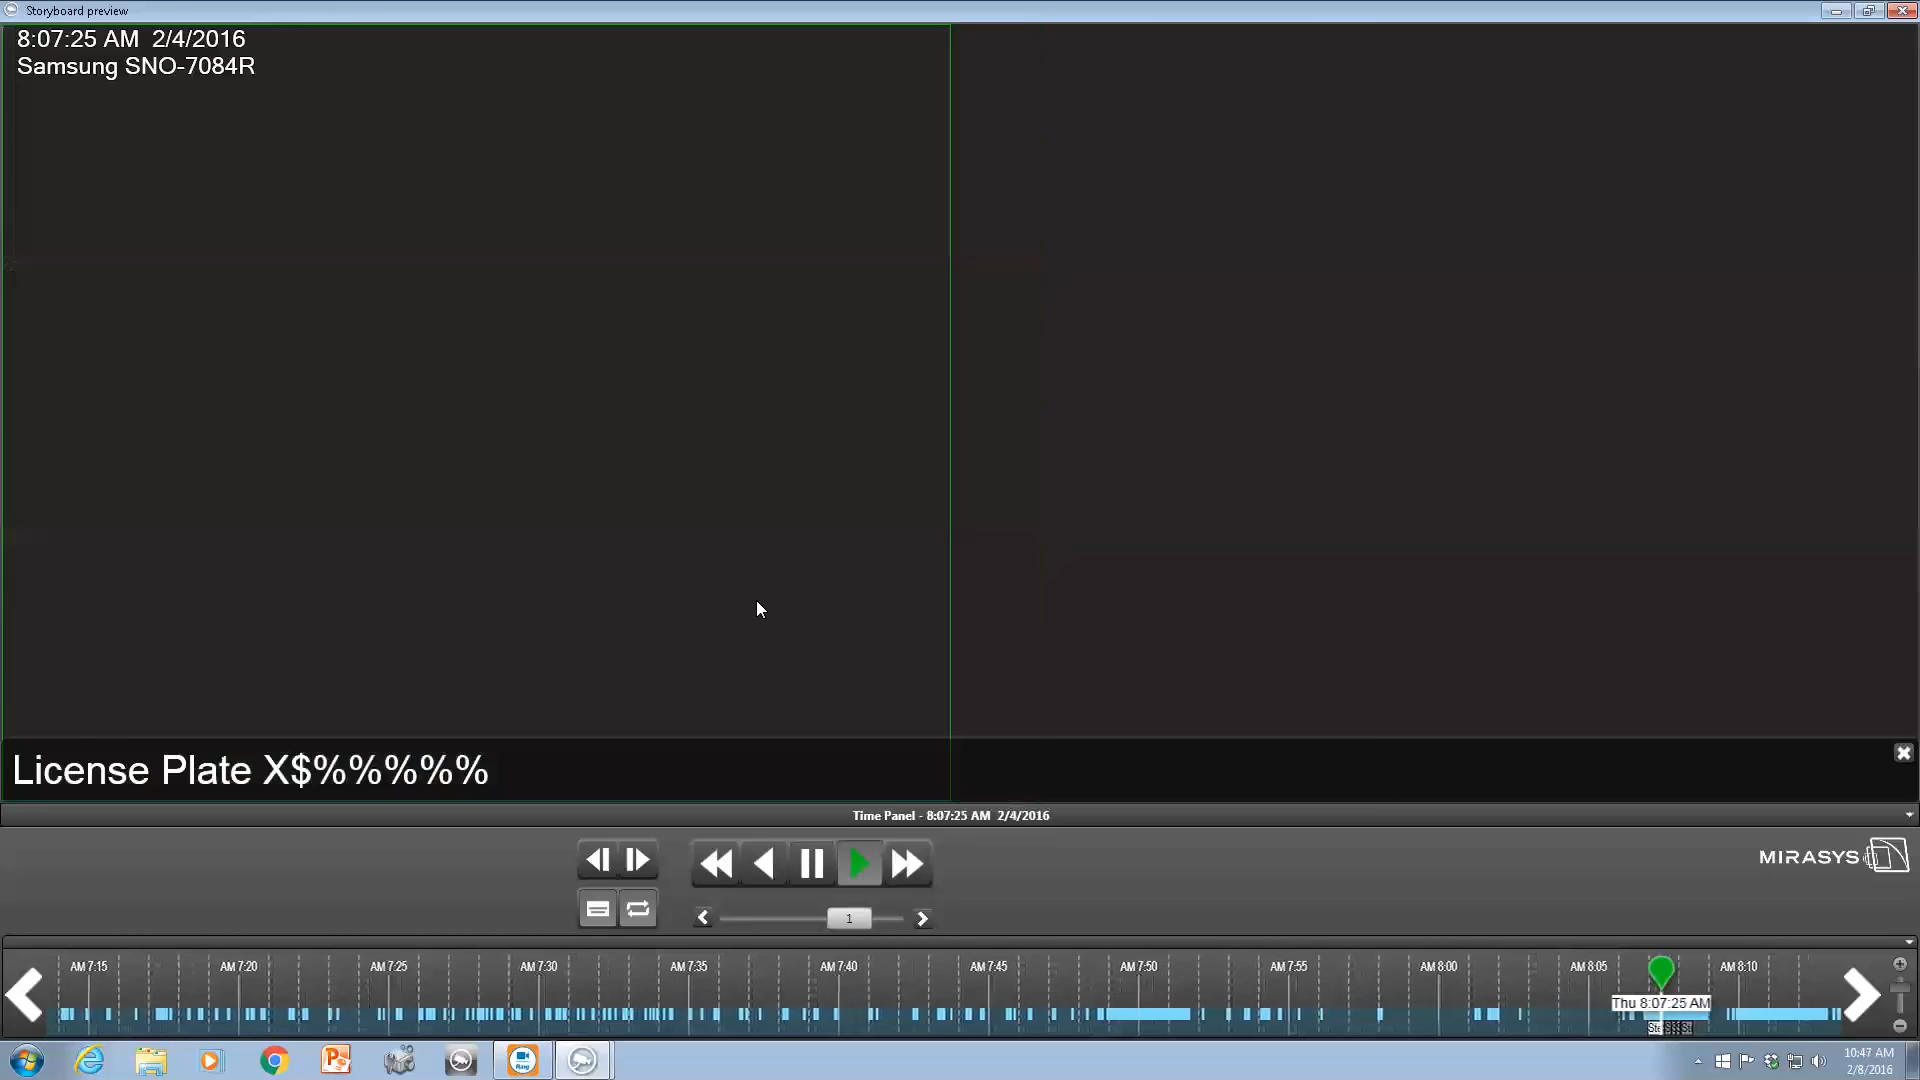 Storyboard preview
8:07:25 AM 2/4/2016
Samsung SNO-7084R
License Plate X$%%%%%
Time Panel - 8:07:25 AM 2/4/2016
MIRASYS
1
AM 7:15 AM 7:20 AM 7:25 AM 7:30 AM 7:35 AM 7:40 AM 7:45 AM 7:50 AM 7:55 AM 8:00 AM 8:05 AM 8:10
Thu 8:07:25 AM
10:47 AM
2/8/2016